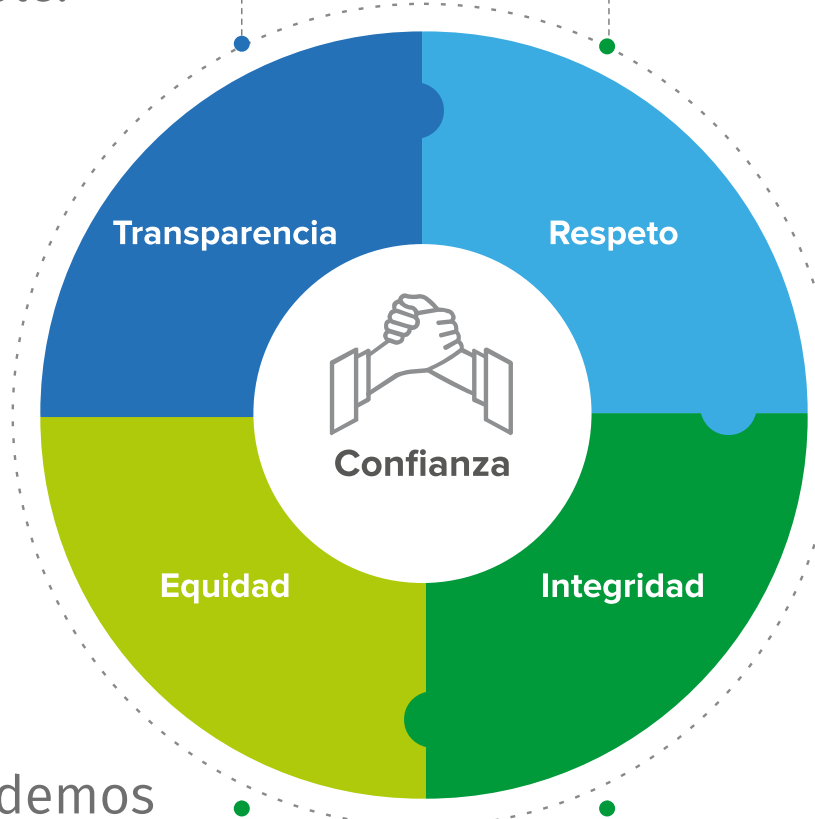 Transparencia
Respeto
Confianza
Equidad
Integridad
demos